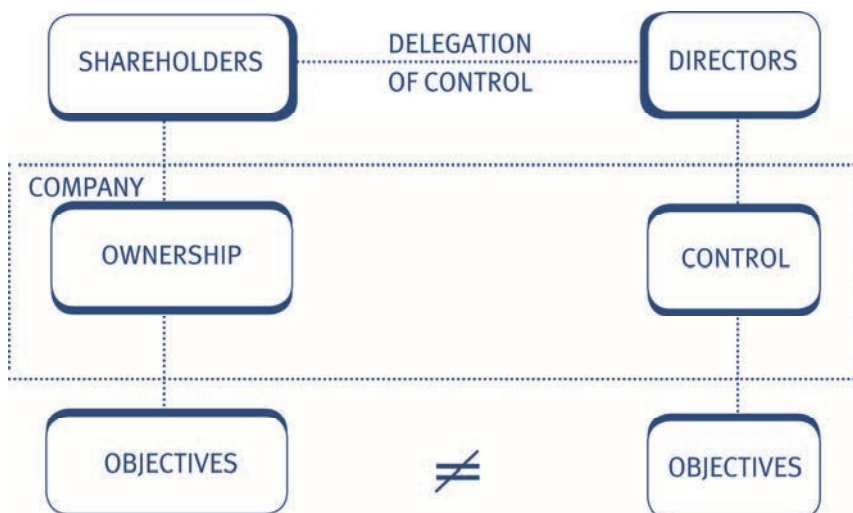 SHAREHOLDERS
DELEGATION
OF CONTROL
DIRECTORS
COMPANY
OWNERSHIP
CONTROL
OBJECTIVES
≠
OBJECTIVES